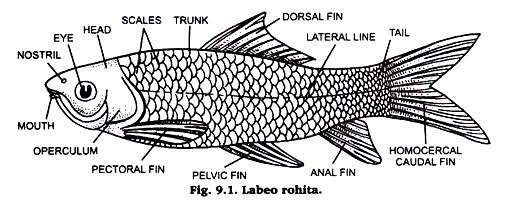 SCALES
TRUNK
DORSAL FIN
HEAD
EYE
LATERAL LINE
TAIL
NOSTRIL
MOUTH
OPERCULUM
PECTORAL FIN
PELVIC FIN
ANAL FIN
HOMOCERCAL
CAUDAL FIN
Fig. 9.1. Labeo rohita.